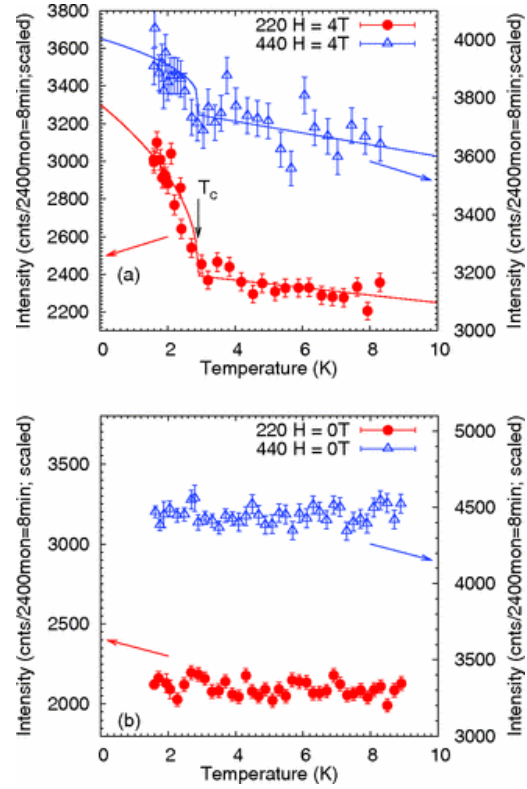 3800
3600
3400
3200
3000
2800
2600
2400
2200
Intensity (cnts/2400mon=8min;scaled)
220 H = 4T
440 H = 4T
T c
(a)
4000
3800
3600
3400
3200
3000
Intensity (cnts/2400mon=8min;scaled)
0 2 4 6 8 10
Temperature (K)
3500
3000
2500
2000
Intensity (cnts/2400mon=8min; scaled)
220 H = 0T
440 H = 0T
(b)
5000
4500
4000
3500
3000
Intensity (cnts/2400mon=8min; scaled)
0 2 4 6 8 10
Temperature (K)